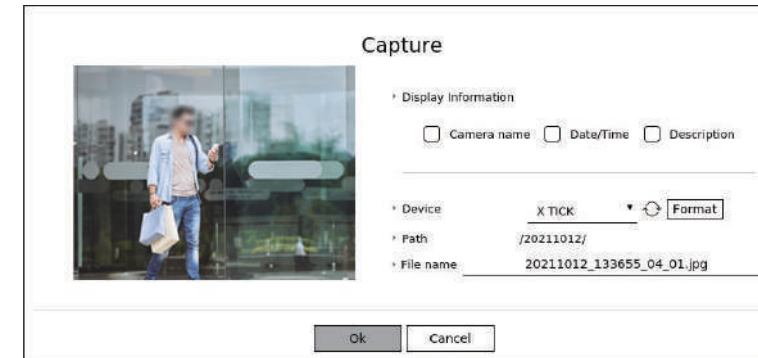 Capture
Display Information
Camera name Date/Time Description
Device X TICK Format
Path /20211012/
File name 20211012_133655_04_01.jpg
Ok Cancel